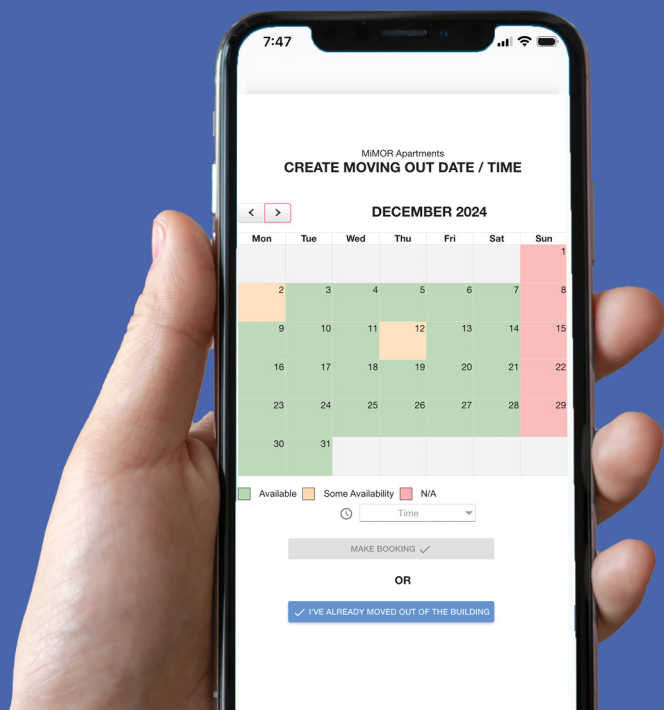 7:47
MiMOR Apartments
CREATE MOVING OUT DATE / TIME
< > DECEMBER 2024
Mon Tue Wed Thu Fri Sat Sun
1
2 3 4 5 6 7 8
9 10 11 12 13 14 15
16 17 18 19 20 21 22
23 24 25 26 27 28 29
30 31
Available Some Availability N/A
Time
MAKE BOOKING ✓
OR
✓ I'VE ALREADY MOVED OUT OF THE BUILDING